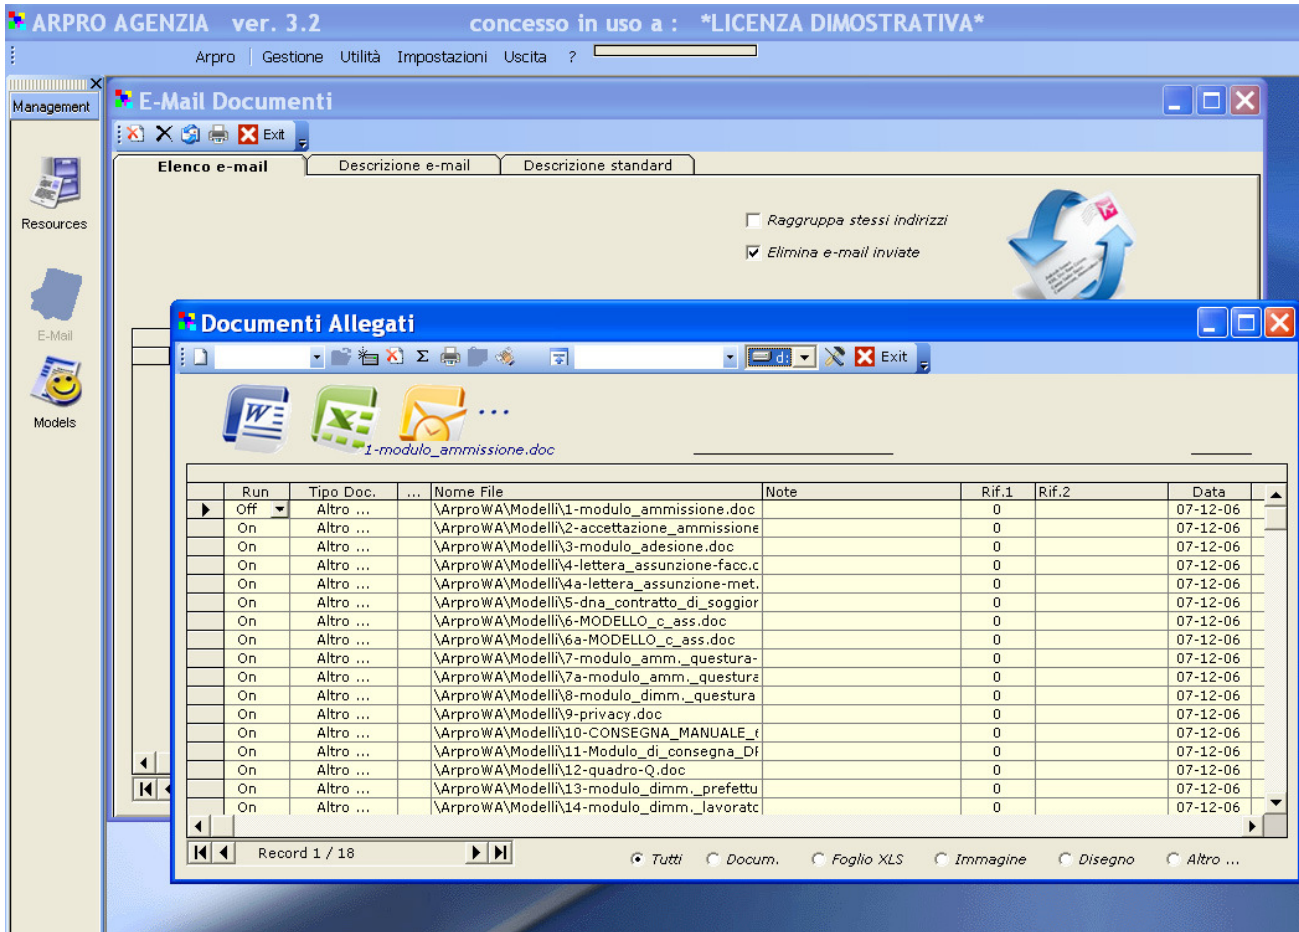 ARPRO AGENZIA ver. 3.2 concesso in uso a : *LICENZA DIMOSTRATIVA*
Arpro Gestione Utilità Impostazioni Uscita ?
Management
E-Mail Documenti
Exit
Elenco e-mail Descrizione e-mail Descrizione standard
Resources
Raggruppa stessi indirizzi
Elimina e-mail inviate
E-Mail
Models
Documenti Allegati
d: Exit
...
1-modulo_ammissione.doc
Run Tipo Doc. ... Nome File Note Rif.1 Rif.2 Data
Off Altro ... \ArproWA\Modelli\1-modulo_ammissione.doc 0 07-12-06
On Altro ... \ArproWA\Modelli\2-accettazione_ammissione 0 07-12-06
On Altro ... \ArproWA\Modelli\3-modulo_adesione.doc 0 07-12-06
On Altro ... \ArproWA\Modelli\4-lettera_assunzione-facc.c 0 07-12-06
On Altro ... \ArproWA\Modelli\4a-lettera_assunzione-met. 0 07-12-06
On Altro ... \ArproWA\Modelli\5-dna_contratto_di_soggior 0 07-12-06
On Altro ... \ArproWA\Modelli\6-MODELLO_c_ass.doc 0 07-12-06
On Altro ... \ArproWA\Modelli\6a-MODELLO_c_ass.doc 0 07-12-06
On Altro ... \ArproWA\Modelli\7-modulo_amm._questura- 0 07-12-06
On Altro ... \ArproWA\Modelli\7a-modulo_amm._questura 0 07-12-06
On Altro ... \ArproWA\Modelli\8-modulo_dimm._questura 0 07-12-06
On Altro ... \ArproWA\Modelli\9-privacy.doc 0 07-12-06
On Altro ... \ArproWA\Modelli\10-CONSEGNA_MANUALE_ 0 07-12-06
On Altro ... \ArproWA\Modelli\11-Modulo_di_consegna_D 0 07-12-06
On Altro ... \ArproWA\Modelli\12-quadro-Q.doc 0 07-12-06
On Altro ... \ArproWA\Modelli\13-modulo_dimm._prefettu 0 07-12-06
On Altro ... \ArproWA\Modelli\14-modulo_dimm._lavorato 0 07-12-06
Record 1 / 18
Tutti Docum. Foglio XLS Immagine Disegno Altro ...